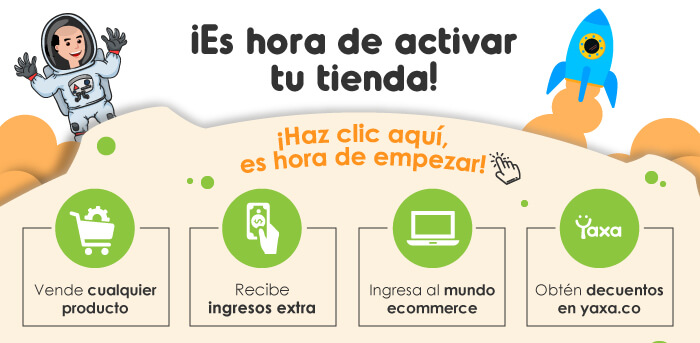 ¡Es hora de activar
tu tienda!
¡Haz clic aquí,
es hora de empezar!
Yaxa
Vende cualquier
producto
Recibe
ingresos extra
Ingresa al mundo
ecommerce
Obtén decuentos
en yaxa.co